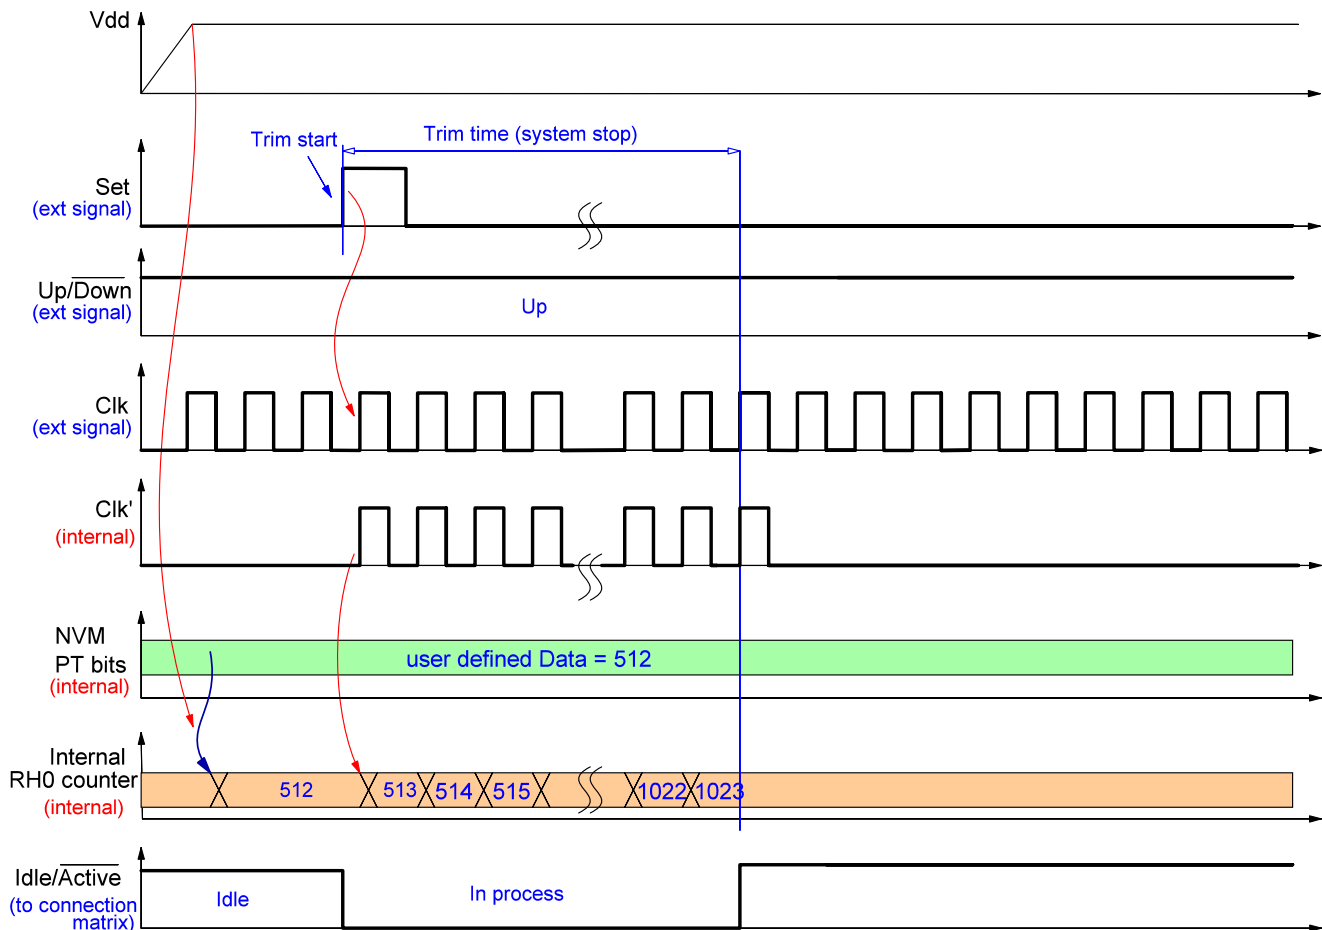 Vdd
Trim start
Trim time (system stop)
Set
(ext signal)
Up/Down
(ext signal)
Up
Clk
(ext signal)
Clk'
(internal)
NVM
PT bits
(internal)
user defined Data = 512
Internal
RH0 counter
(internal)
512
513
514
515
1022
1023
Idle/Active
(to connection
matrix)
Idle
In process